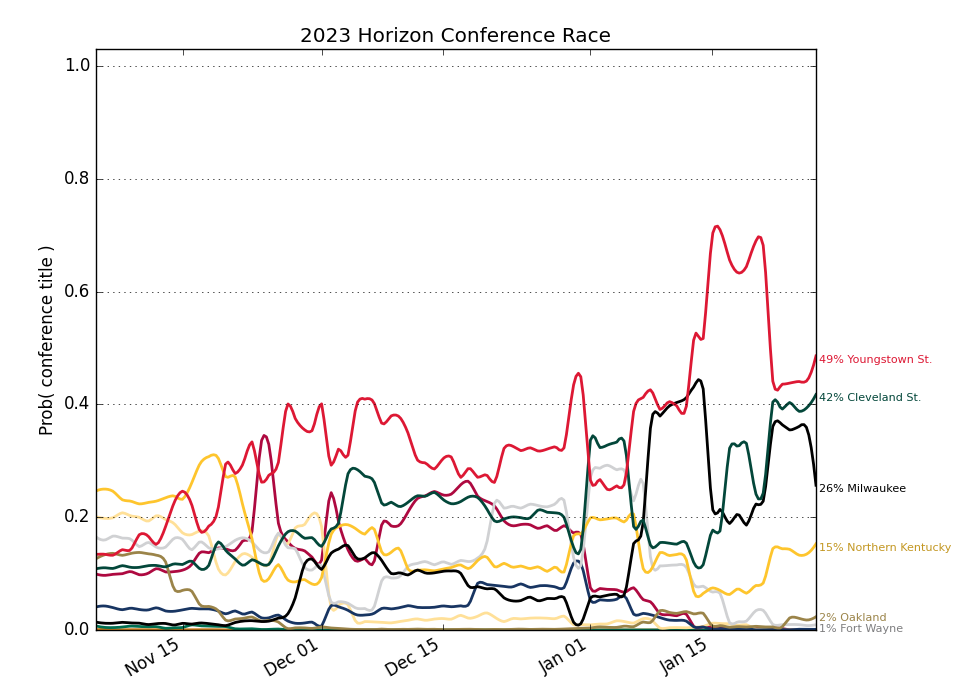 2023 Horizon Conference Race
Prob( conference title )
1.0
0.8
0.6
0.4
0.2
0.0
Nov 15
Dec 01
Dec 15
Jan 01
Jan 15
49% Youngstown St.
42% Cleveland St.
26% Milwaukee
15% Northern Kentucky
2% Oakland
1% Fort Wayne